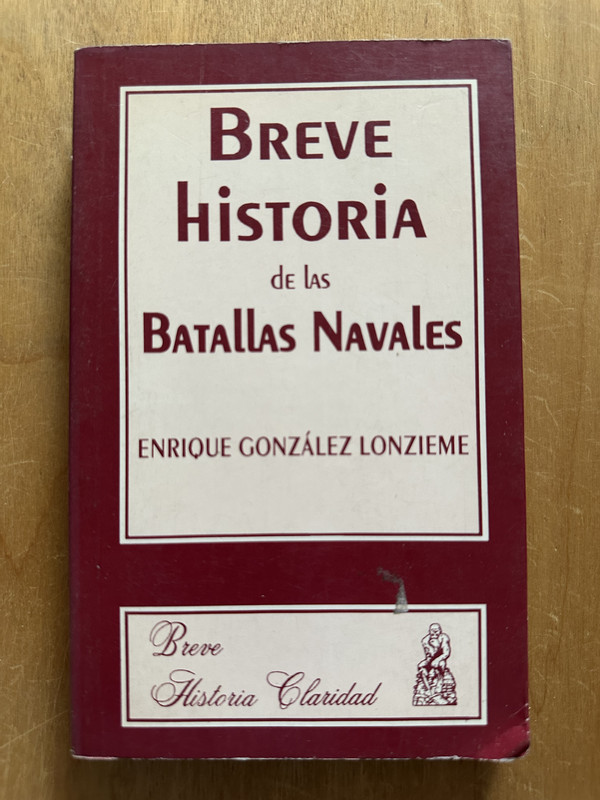 BREVE
hiSTORiA
de lAS
BATAllAS NAVAlES
ENRIQUE GONZÁLEZ LONZIEME
Breve
Historia Claridad